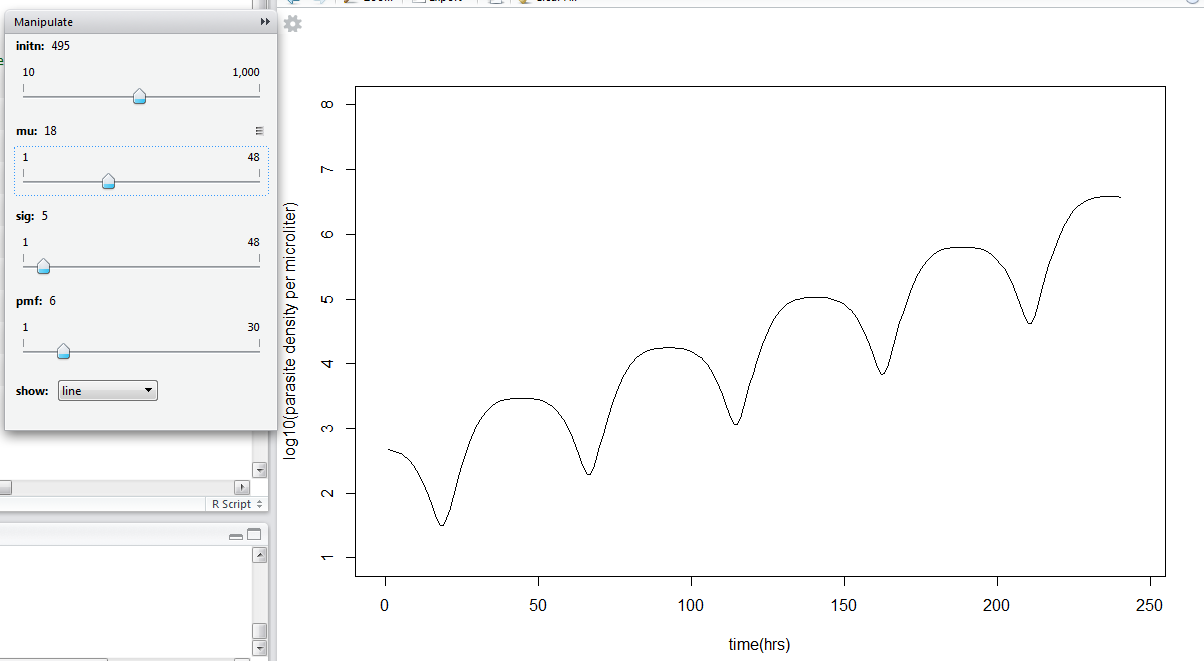 Manipulate
initn: 495
10 1,000
mu: 18
1 48
sig: 5
1 48
pmf: 6
1 30
show: line
R Script
log10(parasite density per microliter)
8
7
6
5
4
3
2
1
0 50 100 150 200 250
time(hrs)